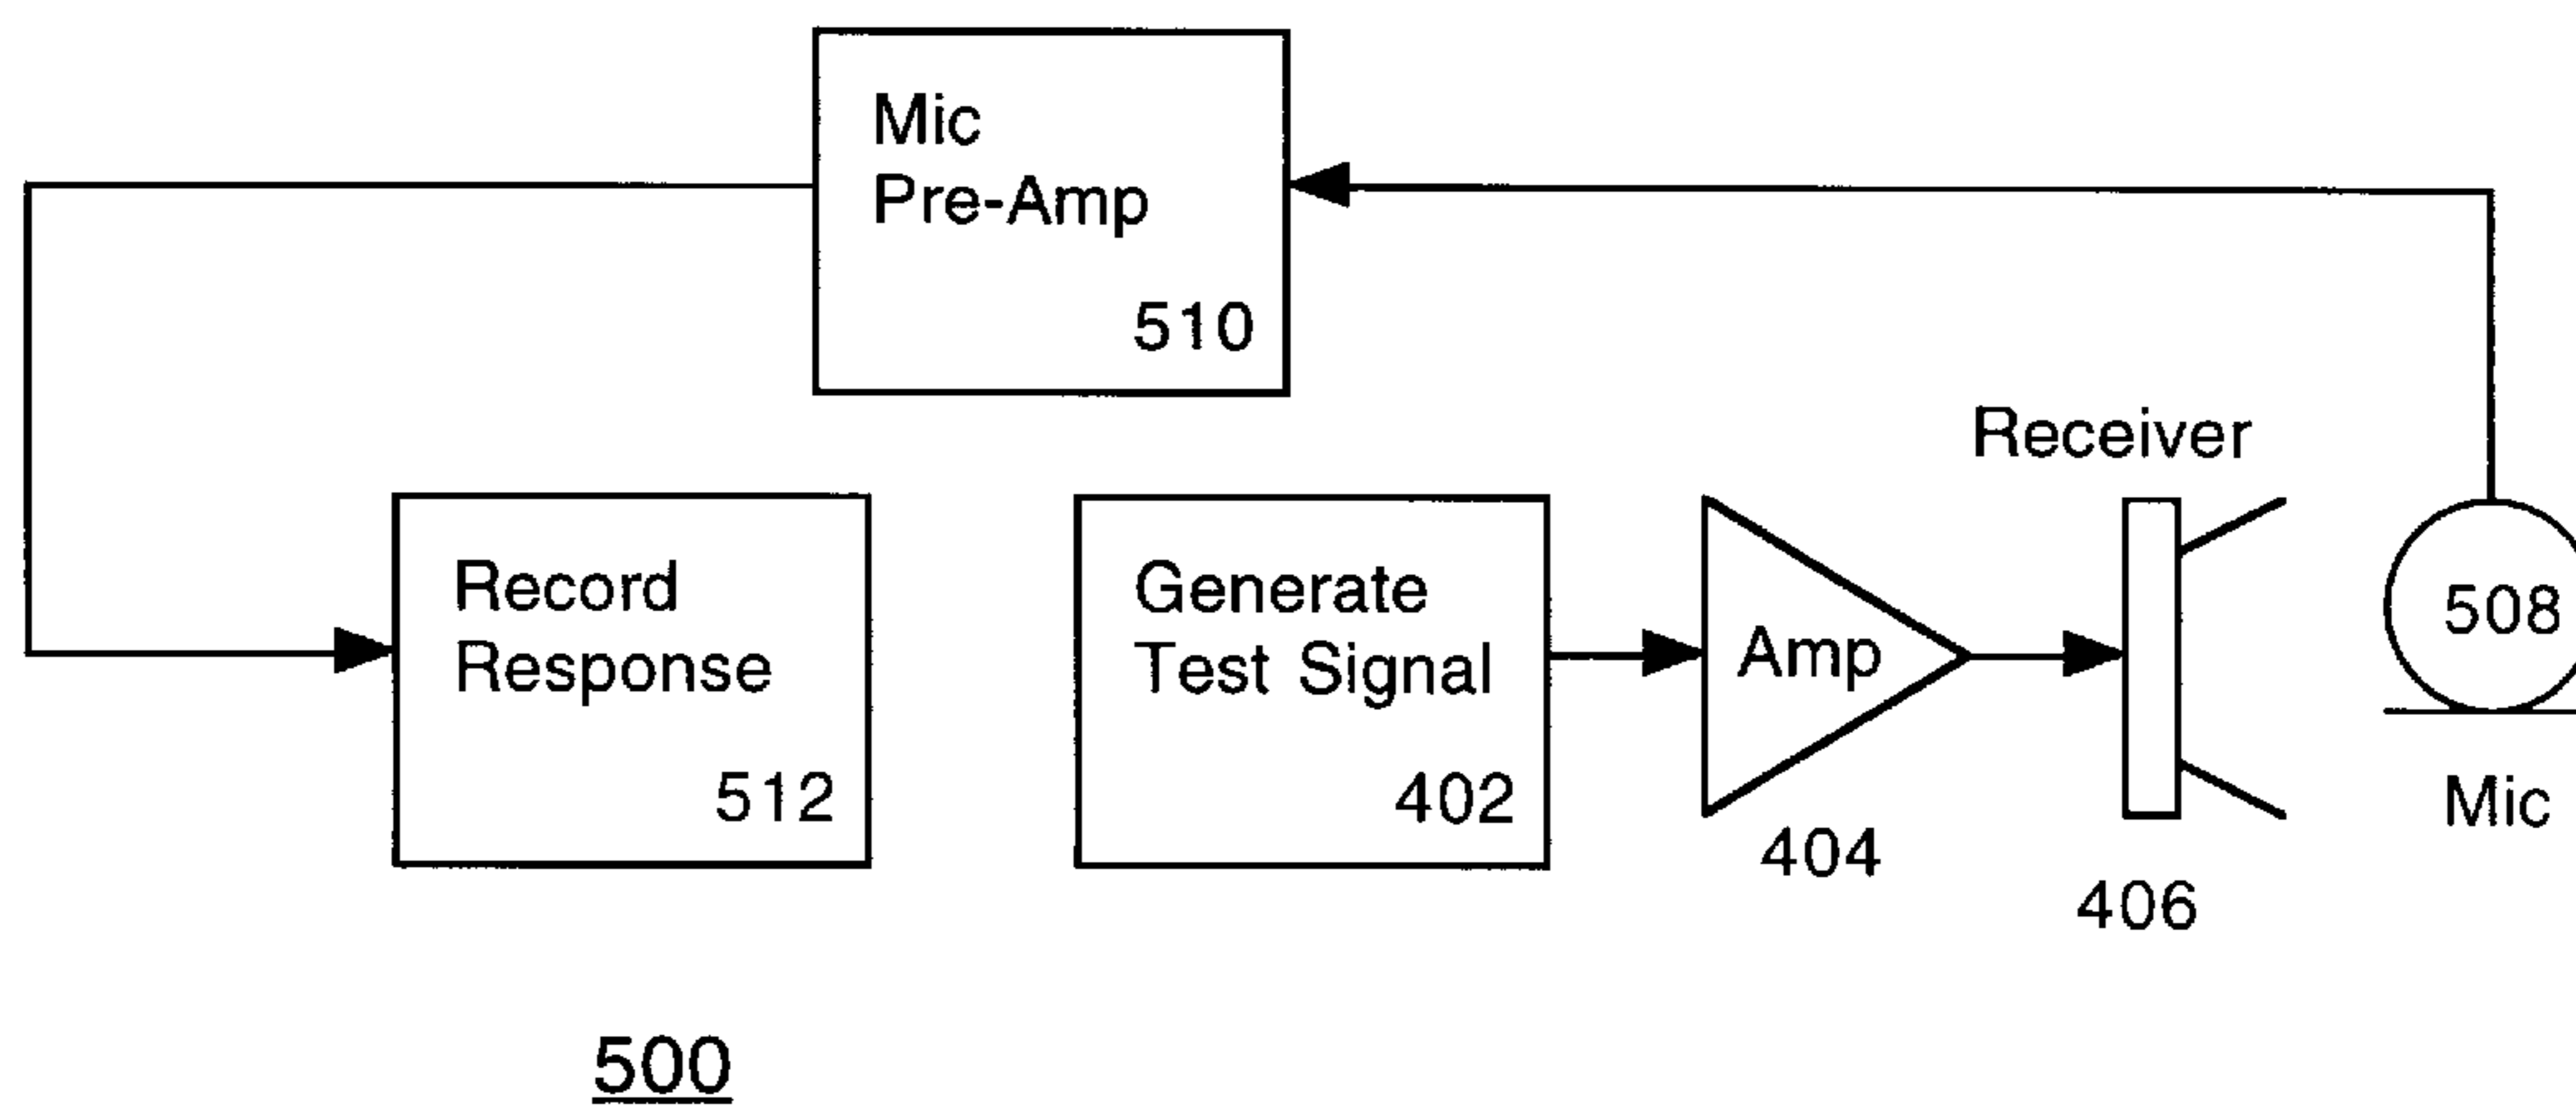 Mic
Pre-Amp
510
Receiver
Record
Response
512
Generate
Test Signal
402
Amp
404
406
508
Mic
500